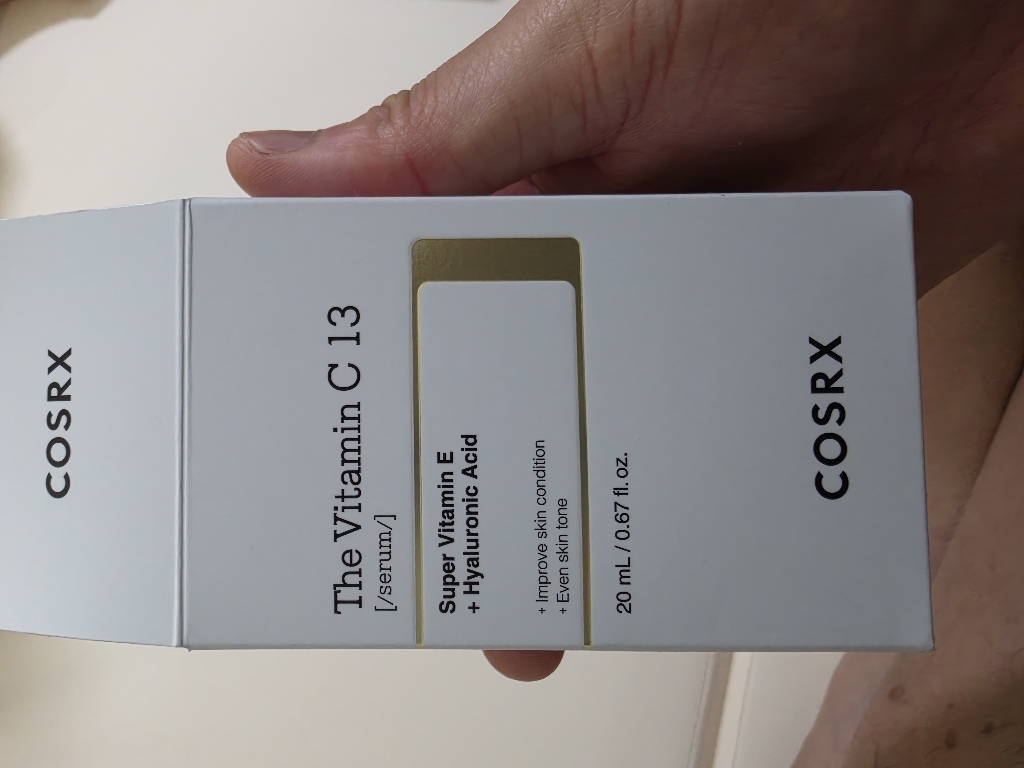 COSRX
The Vitamin C 13
[/serum/]
Super Vitamin E
+ Hyaluronic Acid
+ Improve skin condition
+ Even skin tone
20 mL / 0.67 fl. oz.
COSRX